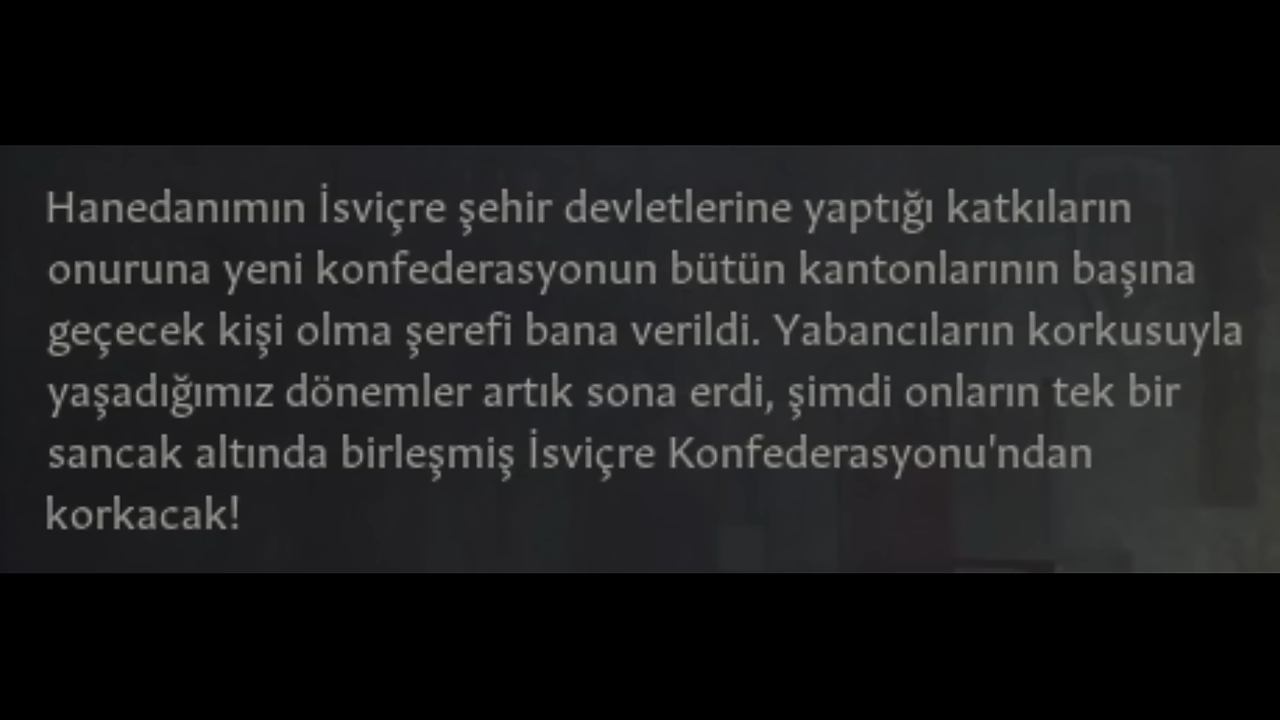 Hanedanımın İsviçre şehir devletlerine yaptığı katkıların
onuruna yeni konfederasyonun bütün kantonlarının başına
geçecek kişi olma şerefi bana verildi. Yabancıların korkusuyla
yaşadığımız dönemler artık sona erdi, şimdi onların tek bir
sancak altında birleşmiş İsviçre Konfederasyonu'ndan
korkacak!